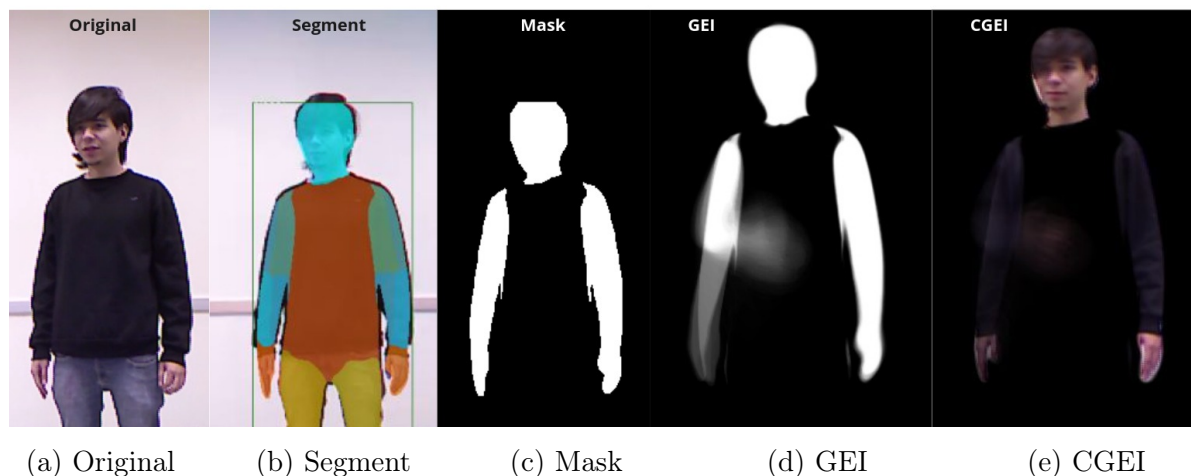 Original
Segment
Mask
GEI
CGEI
(a) Original
(b) Segment
(c) Mask
(d) GEI
(e) CGEI